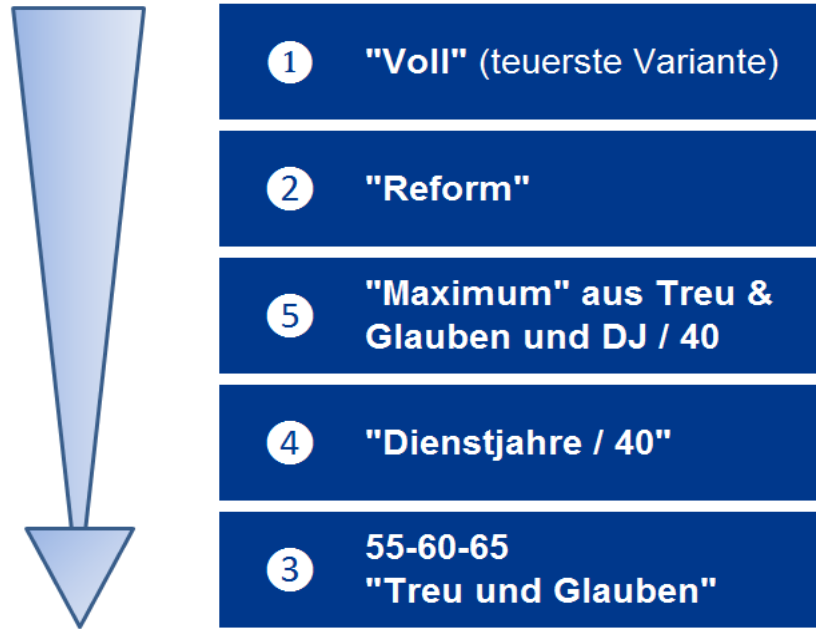 1 "Voll" (teuerste Variante)
2 "Reform"
5 "Maximum" aus Treu &
Glauben und DJ / 40
4 "Dienstjahre / 40"
3 55-60-65
"Treu und Glauben"